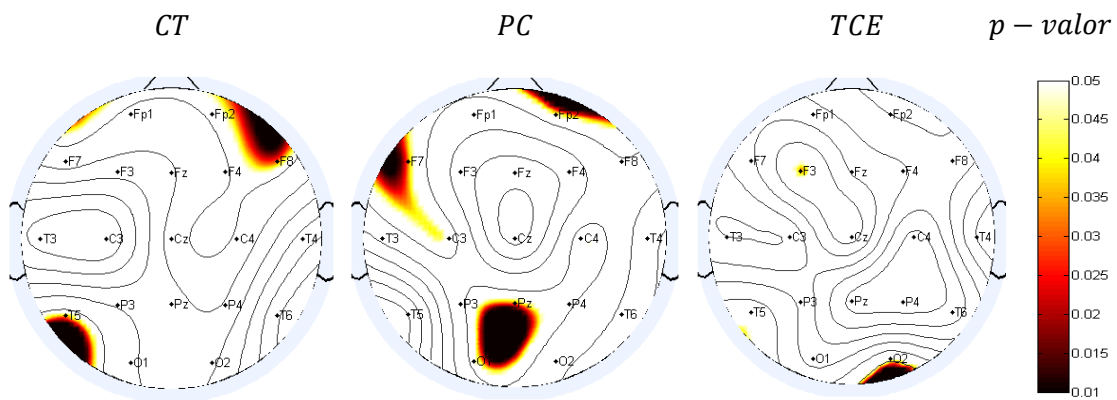 CT PC TCE p − valor
Fp1 Fp2 Fp1 Fp2 Fp1 Fp2 0.05
F7 F8 F7 F8 F7 F8 0.045
F3 Fz F4 F3 Fz F4 F3 Fz F4 0.04
0.035
T3 C3 Cz C4 T4 T3 C3 Cz C4 T4 T3 C3 Cz C4 T4 0.03
0.025
P3 Pz P4 P3 Pz P4 P3 Pz P4 0.02
T5 T6 T5 T6 T5 T6
O1 O2 O1 O2 O1 O2 0.015
0.01